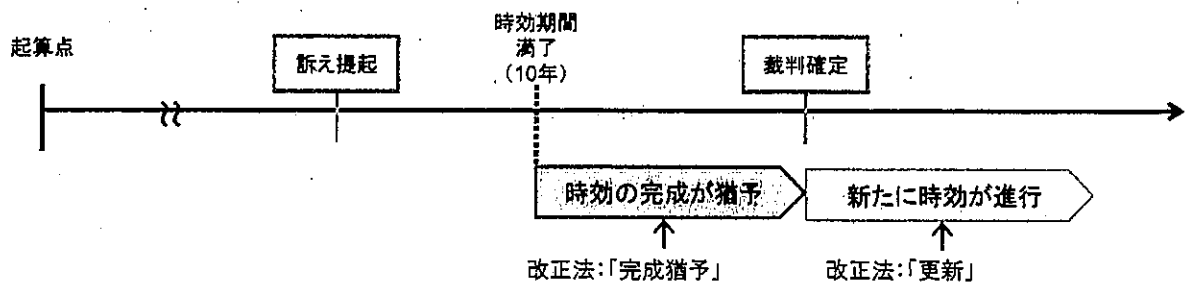 時効期間
満了
(10年)
起算点
訴え提起
裁判確定
時効の完成が猶予
新たに時効が進行
改正法:「完成猶予」
改正法:「更新」